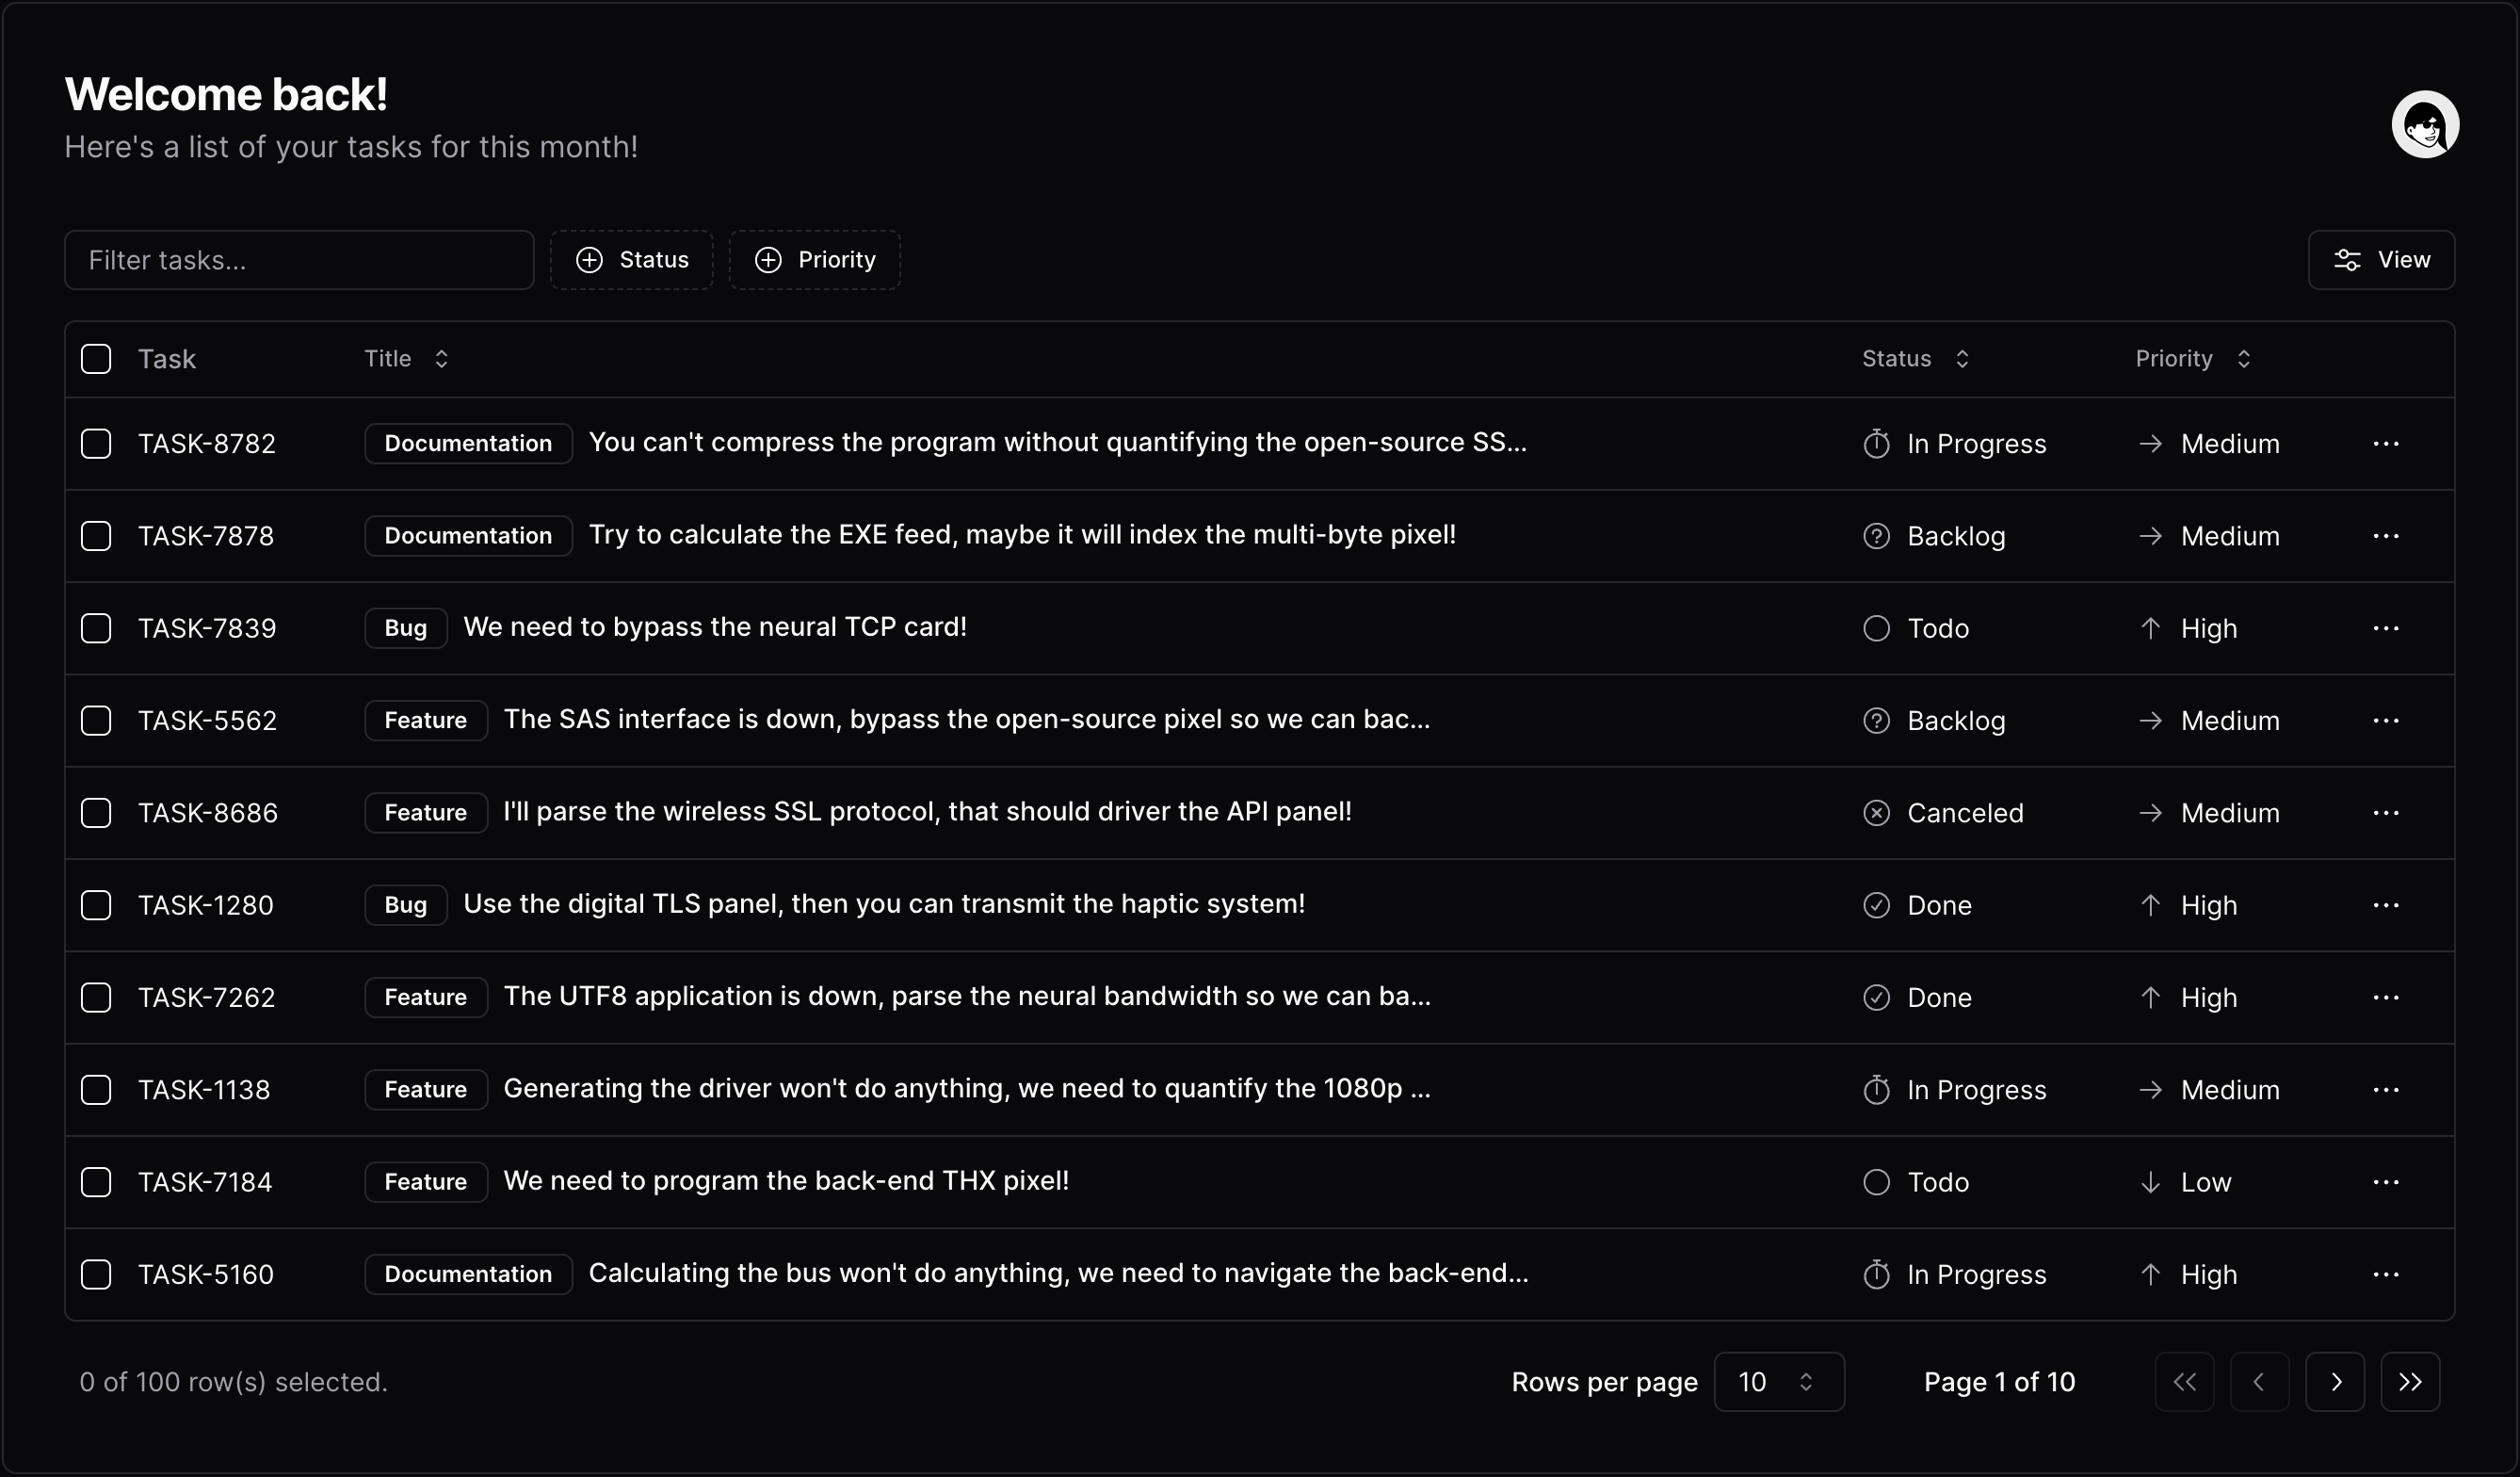 Welcome back!
Here's a list of your tasks for this month!
Filter tasks...
Status
Priority
View
Task Title Status Priority
TASK-8782 Documentation You can't compress the program without quantifying the open-source SS... In Progress Medium
TASK-7878 Documentation Try to calculate the EXE feed, maybe it will index the multi-byte pixel! Backlog Medium
TASK-7839 Bug We need to bypass the neural TCP card! Todo High
TASK-5562 Feature The SAS interface is down, bypass the open-source pixel so we can bac... Backlog Medium
TASK-8686 Feature I'll parse the wireless SSL protocol, that should driver the API panel! Canceled Medium
TASK-1280 Bug Use the digital TLS panel, then you can transmit the haptic system! Done High
TASK-7262 Feature The UTF8 application is down, parse the neural bandwidth so we can ba... Done High
TASK-1138 Feature Generating the driver won't do anything, we need to quantify the 1080p ... In Progress Medium
TASK-7184 Feature We need to program the back-end THX pixel! Todo Low
TASK-5160 Documentation Calculating the bus won't do anything, we need to navigate the back-end... In Progress High
0 of 100 row(s) selected. Rows per page 10 Page 1 of 10